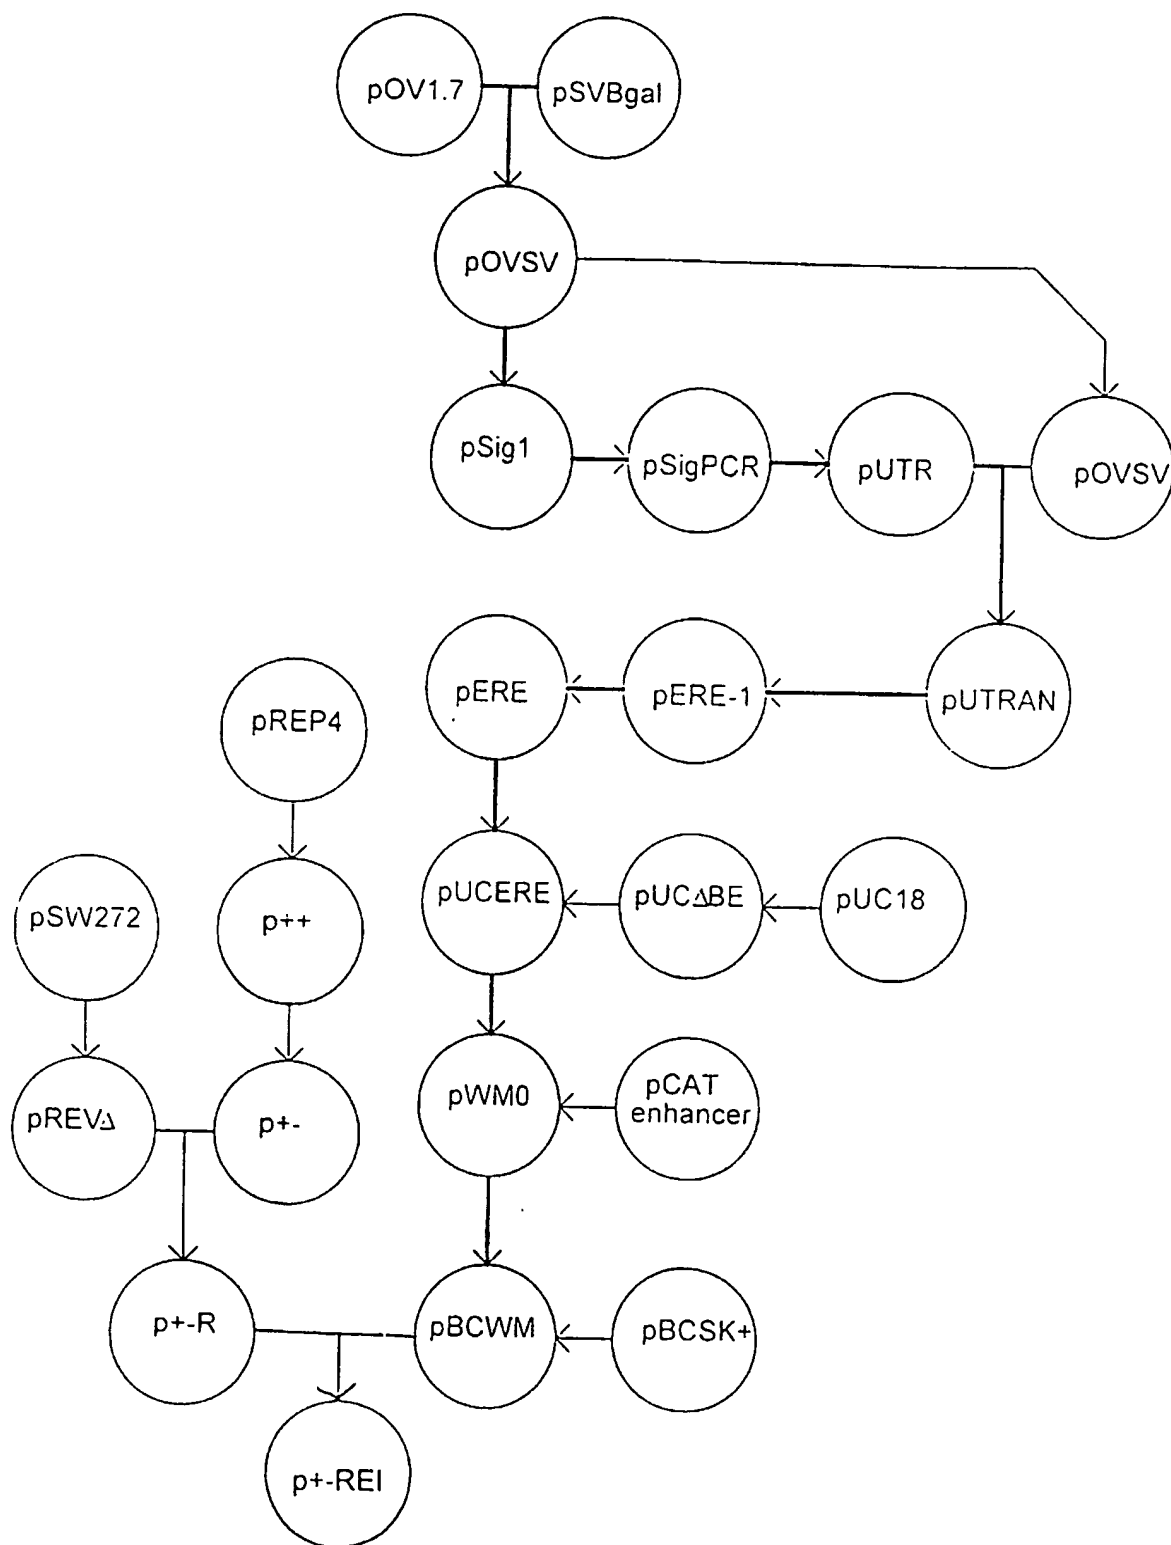 pOV1.7
pSVBgal
pOVSV
pSig1
pSigPCR
pUTR
pOVSV
pERE
pERE-1
pUTRAN
pREP4
pSW272
p++
pUCERE
pUCΔBE
pUC18
pREVΔ
p+-
pWM0
pCAT
enhancer
p+-R
pBCWM
pBCSK+
p+-REI